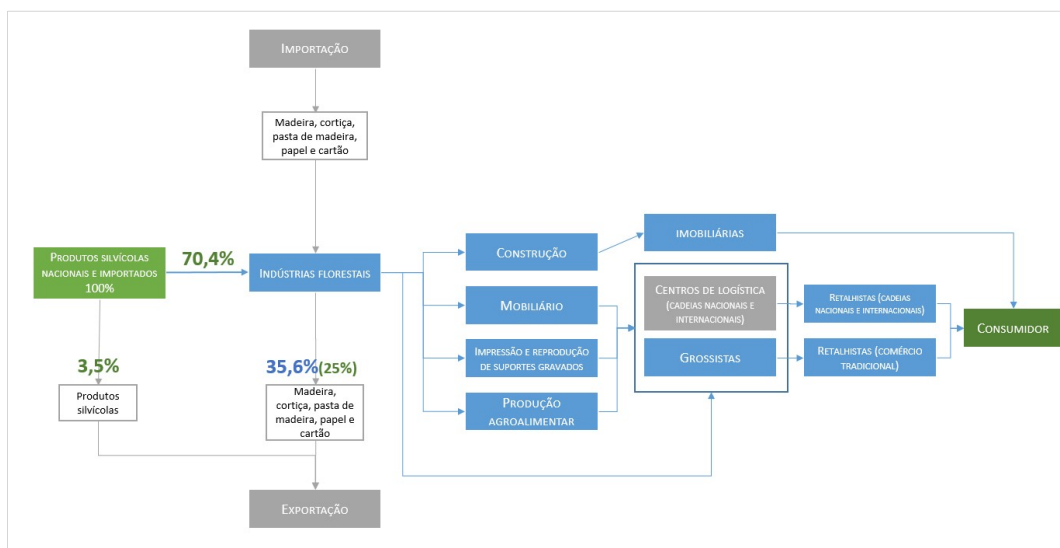 IMPORTAÇÃO
Madeira, cortiça,
pasta de madeira,
papel e cartão
PRODUTOS SILVÍCOLAS
NACIONAIS E IMPORTADOS
100%
70,4%
INDÚSTRIAS FLORESTAIS
CONSTRUÇÃO
IMOBILIÁRIAS
MOBILIÁRIO
CENTROS DE LOGÍSTICA
(CADEIAS NACIONAIS E
INTERNACIONAIS)
RETALHISTAS (CADEIAS
NACIONAIS E INTERNACIONAIS)
CONSUMIDOR
IMPRESSÃO E REPRODUÇÃO
DE SUPORTES GRAVADOS
GROSSISTAS
RETALHISTAS (COMÉRCIO
TRADICIONAL)
3,5%
Produtos
silvícolas
35,6%(25%)
Madeira,
cortiça, pasta de
madeira, papel e
cartão
PRODUÇÃO
AGROALIMENTAR
EXPORTAÇÃO